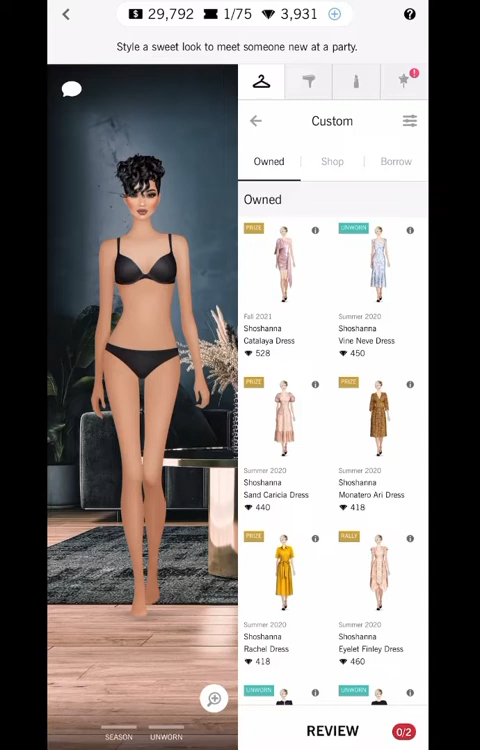 $ 29,792 1/75 3,931
?
Style a sweet look to meet someone new at a party.
!
Custom
Owned Shop Borrow
Owned
PRIZE
Fall 2021
Shoshanna
Catalaya Dress
528
UNWORN
Summer 2020
Shoshanna
Vine Neve Dress
450
PRIZE
Summer 2020
Shoshanna
Sand Caricia Dress
440
PRIZE
Summer 2020
Shoshanna
Monatero Ari Dress
418
PRIZE
Summer 2020
Shoshanna
Rachel Dress
418
RALLY
Summer 2020
Shoshanna
Eyelet Finley Dress
460
UNWORN
UNWORN
SEASON UNWORN
REVIEW 0/2